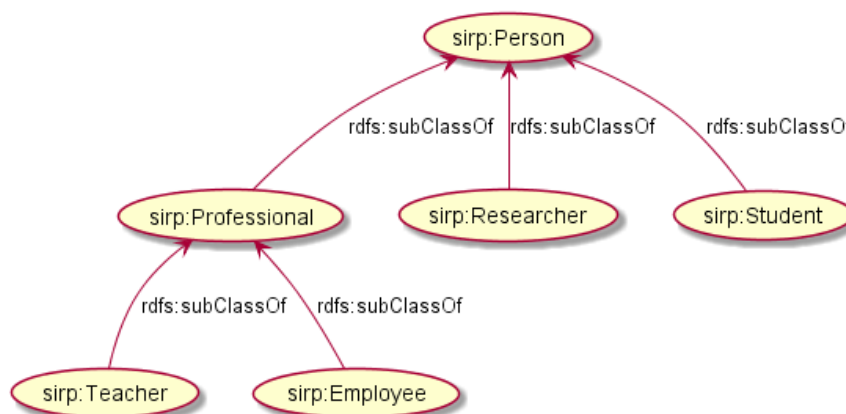 sirp:Person
rdfs:subClassOf rdfs:subClassOf rdfs:subClassOf
sirp:Professional sirp:Researcher sirp:Student
rdfs:subClassOf rdfs:subClassOf
sirp:Teacher sirp:Employee